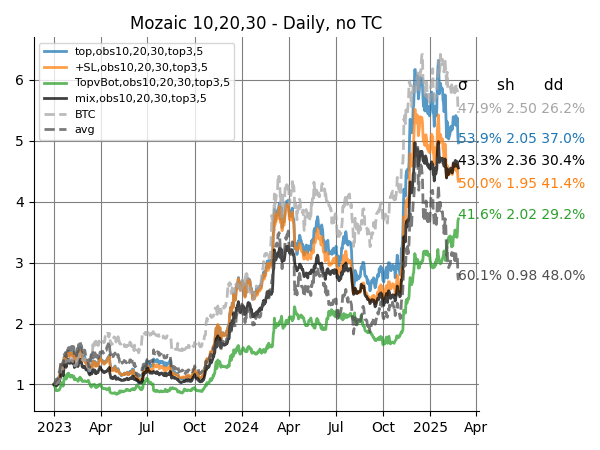 Mozaic 10,20,30 - Daily, no TC
top,obs10,20,30,top3,5
+SL,obs10,20,30,top3,5
TopvBot,obs10,20,30,top3,5
mix,obs10,20,30,top3,5
BTC
avg
σ sh dd
47.9% 2.50 26.2%
53.9% 2.05 37.0%
43.3% 2.36 30.4%
50.0% 1.95 41.4%
41.6% 2.02 29.2%
60.1% 0.98 48.0%
6
5
4
3
2
1
2023 Apr Jul Oct 2024 Apr Jul Oct 2025 Apr